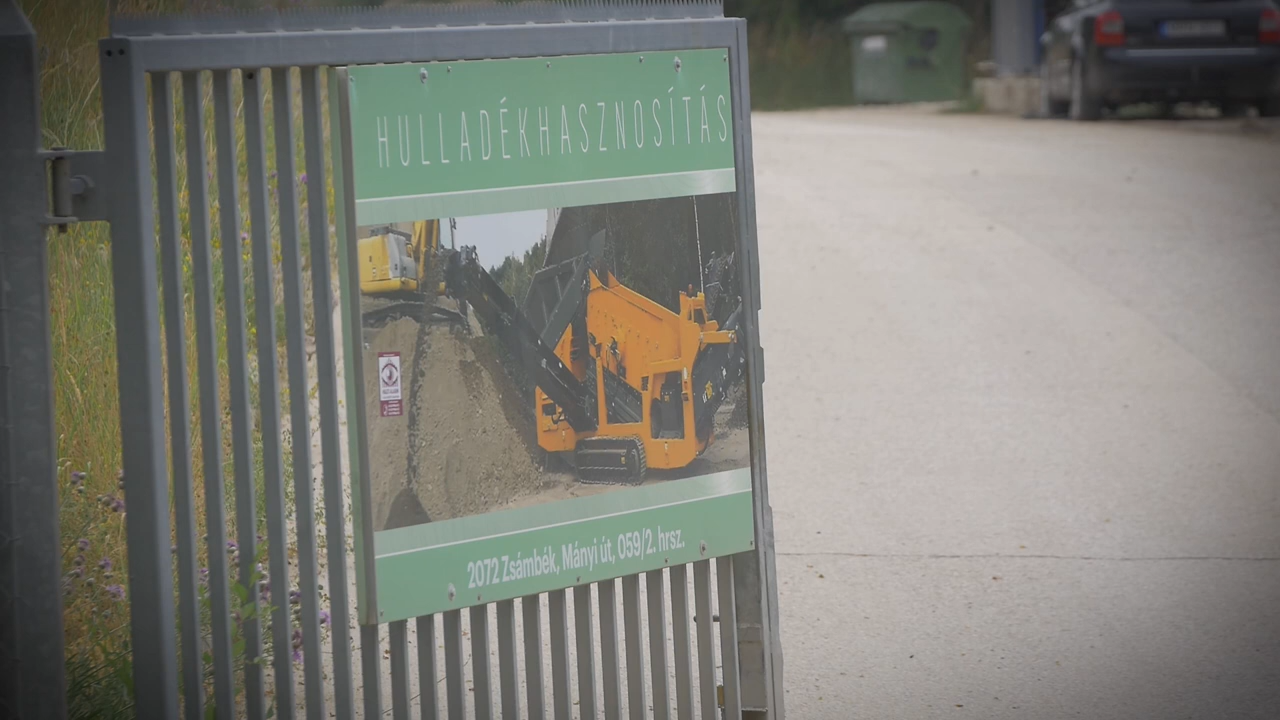 HULLADÉKHASZNOSÍTÁS
2072 Zsámbék, Mányi út, 059/2. hrsz.